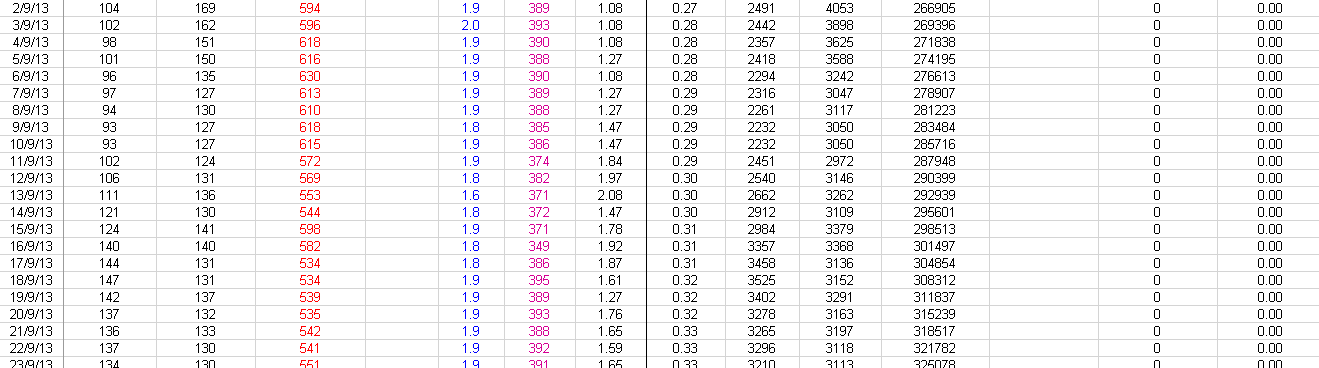 2/9/13 104 169 594 1.9 389 1.08 0.27 2491 4053 266905 0 0.00
3/9/13 102 162 596 2.0 393 1.08 0.28 2442 3898 269396 0 0.00
4/9/13 98 151 618 1.9 390 1.08 0.28 2357 3625 271838 0 0.00
5/9/13 101 150 616 1.9 388 1.27 0.28 2418 3588 274195 0 0.00
6/9/13 96 135 630 1.9 390 1.08 0.28 2294 3242 276613 0 0.00
7/9/13 97 127 613 1.9 389 1.27 0.29 2316 3047 278907 0 0.00
8/9/13 94 130 610 1.9 388 1.27 0.29 2261 3117 281223 0 0.00
9/9/13 93 127 618 1.8 385 1.47 0.29 2232 3050 283484 0 0.00
10/9/13 93 127 615 1.9 386 1.47 0.29 2232 3050 285716 0 0.00
11/9/13 102 124 572 1.9 374 1.84 0.29 2451 2972 287948 0 0.00
12/9/13 106 131 569 1.8 382 1.97 0.30 2540 3146 290399 0 0.00
13/9/13 111 136 553 1.6 371 2.08 0.30 2662 3262 292939 0 0.00
14/9/13 121 130 544 1.8 372 1.47 0.30 2912 3109 295601 0 0.00
15/9/13 124 141 598 1.9 371 1.78 0.31 2984 3379 298513 0 0.00
16/9/13 140 140 582 1.8 349 1.92 0.31 3357 3368 301497 0 0.00
17/9/13 144 131 534 1.8 386 1.87 0.31 3458 3136 304854 0 0.00
18/9/13 147 131 534 1.9 395 1.61 0.32 3525 3152 308312 0 0.00
19/9/13 142 137 539 1.9 389 1.27 0.32 3402 3291 311837 0 0.00
20/9/13 137 132 535 1.9 393 1.76 0.32 3278 3163 315239 0 0.00
21/9/13 136 133 542 1.9 388 1.65 0.33 3265 3197 318517 0 0.00
22/9/13 137 130 541 1.9 392 1.59 0.33 3296 3118 321782 0 0.00
23/9/13 134 130 551 1.9 391 1.65 0.33 3210 3113 325078 0 0.00